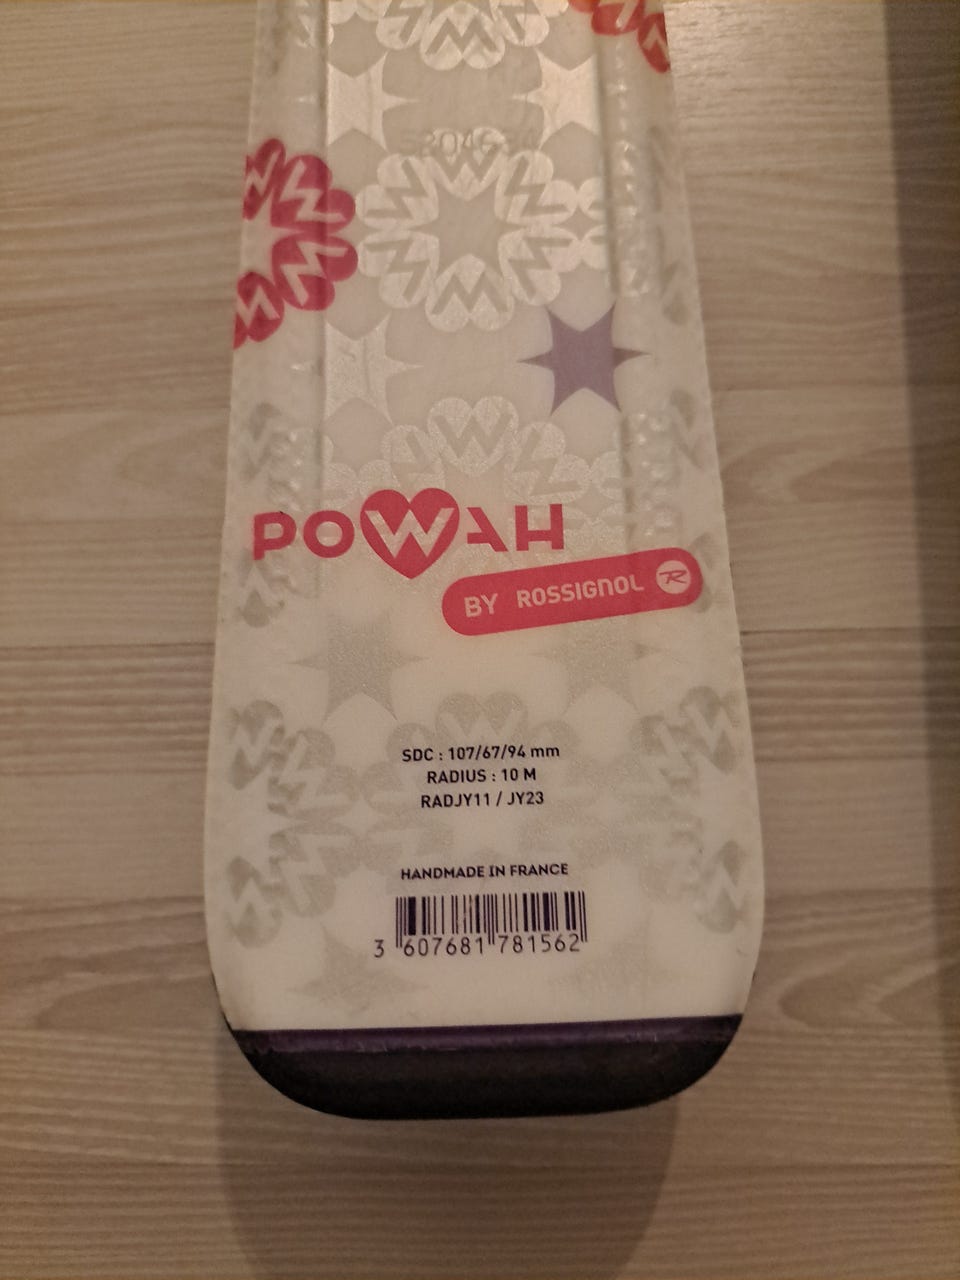 POWAH
BY ROSSIGNOL R
SDC : 107/67/94 mm
RADIUS : 10 M
RADJY11 / JY23
HANDMADE IN FRANCE
3 607681 781562